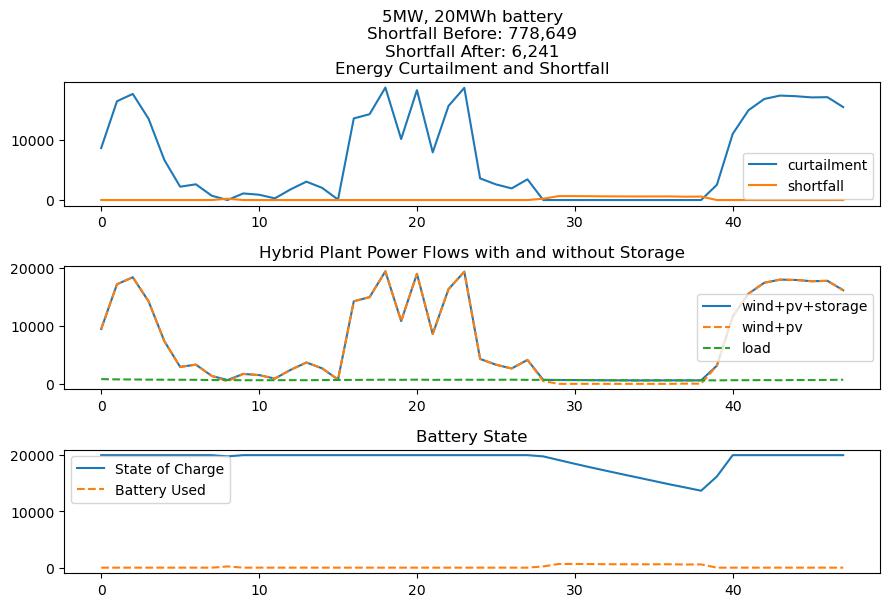 5MW, 20MWh battery
Shortfall Before: 778,649
Shortfall After: 6,241
Energy Curtailment and Shortfall
10000
0
curtailment
shortfall
0 10 20 30 40
Hybrid Plant Power Flows with and without Storage
20000
10000
0
wind+pv+storage
wind+pv
load
0 10 20 30 40
Battery State
20000
10000
0
State of Charge
Battery Used
0 10 20 30 40